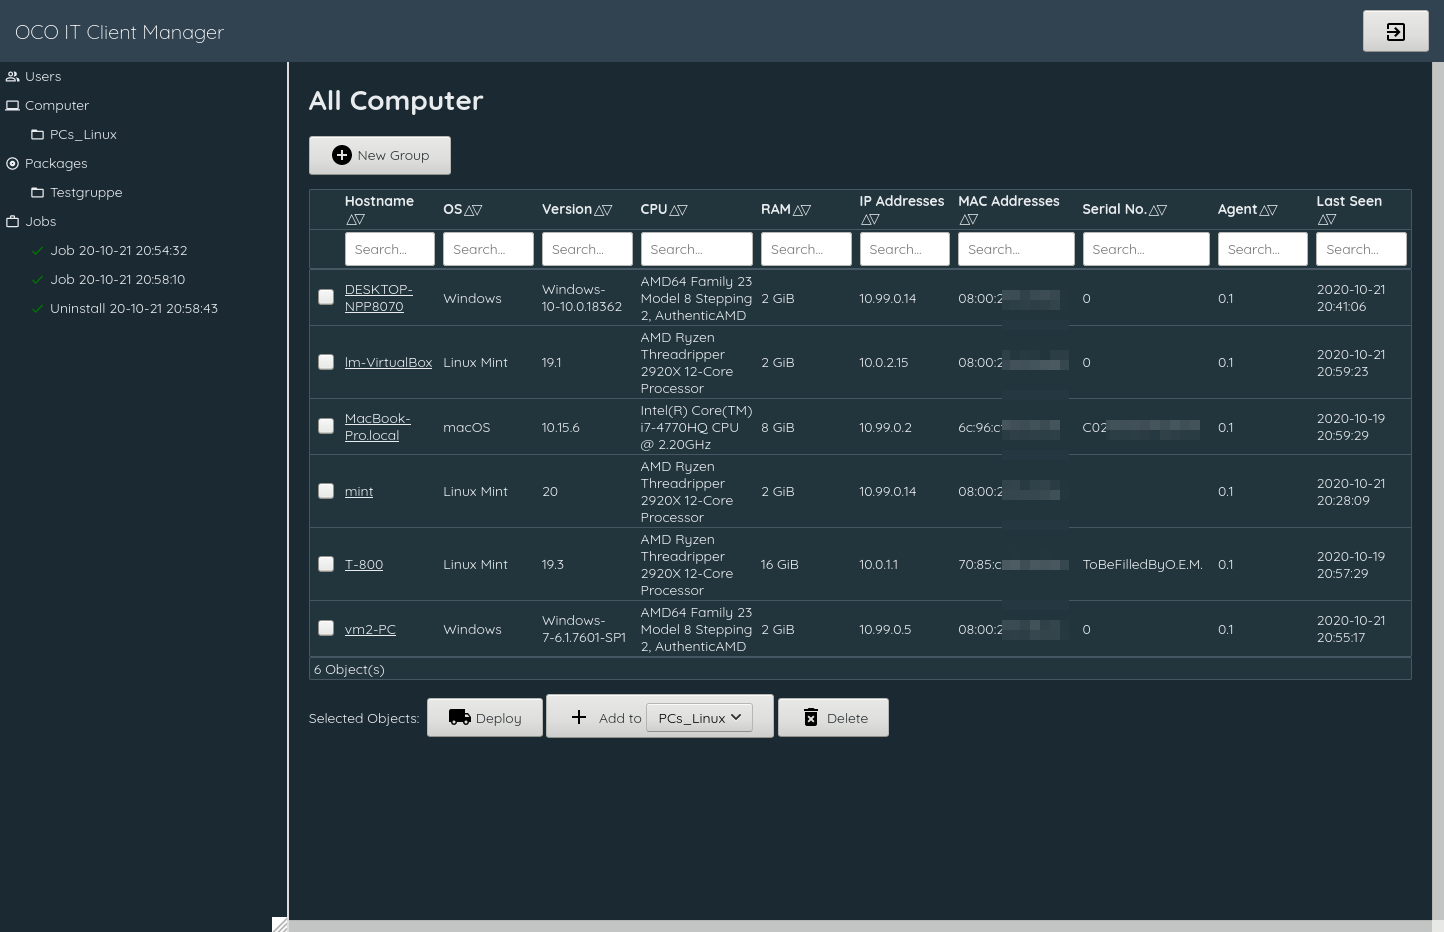 OCO IT Client Manager
Users
Computer
PCs_Linux
Packages
Testgruppe
Jobs
Job 20-10-21 20:54:32
Job 20-10-21 20:58:10
Uninstall 20-10-21 20:58:43
All Computer
New Group
Hostname OS Version CPU RAM IP Addresses MAC Addresses Serial No. Agent Last Seen
Search... Search... Search... Search... Search... Search... Search... Search... Search... Search...
DESKTOP-
NPP8070
Windows
Windows-
10-10.0.18362
AMD64 Family 23
Model 8 Stepping
2, AuthenticAMD
2 GiB
10.99.0.14
08:00:2
0
0.1
2020-10-21
20:41:06
lm-VirtualBox
Linux Mint
19.1
AMD Ryzen
Threadripper
2920X 12-Core
Processor
2 GiB
10.0.2.15
08:00:2
0
0.1
2020-10-21
20:59:23
MacBook-
Pro.local
macOS
10.15.6
Intel(R) Core(TM)
i7-4770HQ CPU
@ 2.20GHz
8 GiB
10.99.0.2
6c:96:c
C02
0.1
2020-10-19
20:59:29
mint
Linux Mint
20
AMD Ryzen
Threadripper
2920X 12-Core
Processor
2 GiB
10.99.0.14
08:00:2
0.1
2020-10-21
20:28:09
T-800
Linux Mint
19.3
AMD Ryzen
Threadripper
2920X 12-Core
Processor
16 GiB
10.0.1.1
70:85:c
ToBeFilledByO.E.M.
0.1
2020-10-19
20:57:29
vm2-PC
Windows
Windows-
7-6.1.7601-SP1
AMD64 Family 23
Model 8 Stepping
2, AuthenticAMD
2 GiB
10.99.0.5
08:00:2
0
0.1
2020-10-21
20:55:17
6 Object(s)
Selected Objects: Deploy Add to PCs_Linux Delete